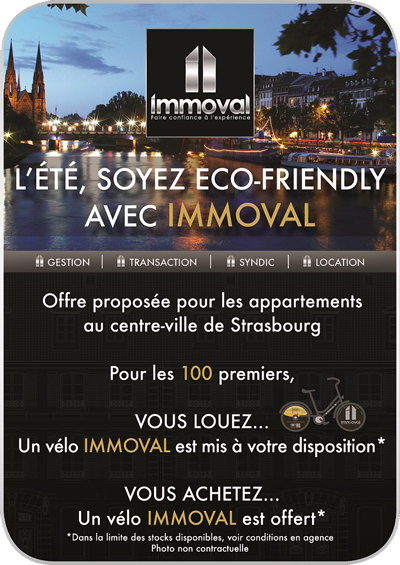 immoval
Faire confiance à l'expérience
L'ÉTÉ, SOYEZ ECO-FRIENDLY
AVEC IMMOVAL
GESTION | TRANSACTION | SYNDIC | LOCATION
Offre proposée pour les appartements
au centre-ville de Strasbourg
Pour les 100 premiers,
VOUS LOUEZ...
immoval
Un vélo IMMOVAL est mis à votre disposition*
VOUS ACHETEZ...
Un vélo IMMOVAL est offert*
*Dans la limite des stocks disponibles, voir conditions en agence
Photo non contractuelle